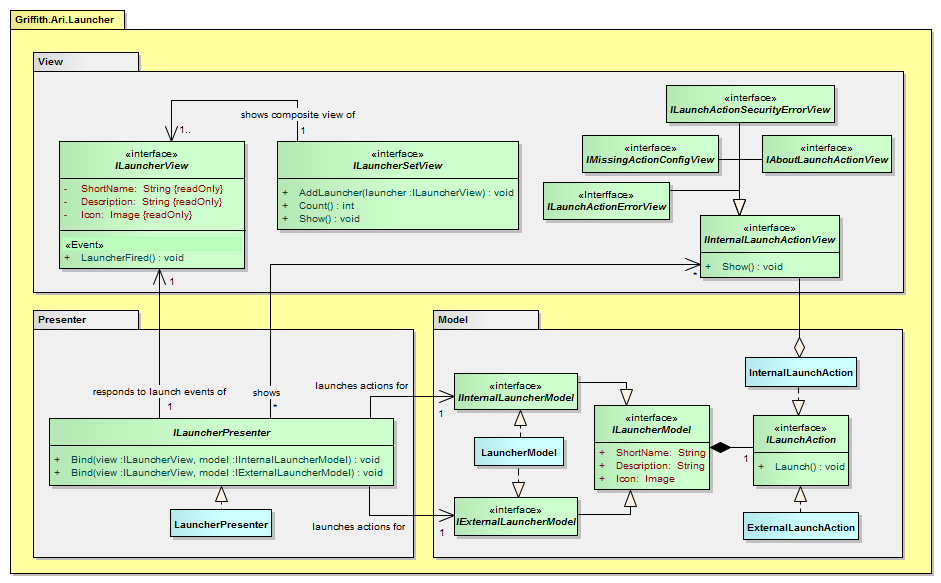 Griffith.Ari.Launcher
View
shows composite view of
1..
1
«interface»
ILauncherView
- ShortName: String {readOnly}
- Description: String {readOnly}
- Icon: Image {readOnly}
«Event»
+ LauncherFired() : void
1
«interface»
ILauncherSetView
+ AddLauncher(launcher :ILauncherView) : void
+ Count() : int
+ Show() : void
«interface»
ILaunchActionSecurityErrorView
«interface»
IMissingActionConfigView
«interface»
IAboutLaunchActionView
«Interface»
ILaunchActionErrorView
«interface»
IInternalLaunchActionView
+ Show() : void
*
Presenter
responds to launch events of
1
shows
*
launches actions for
1
ILauncherPresenter
+ Bind(view :ILauncherView, model :IInternalLauncherModel) : void
+ Bind(view :ILauncherView, model :IExternalLauncherModel) : void
LauncherPresenter
launches actions for
1
Model
«interface»
IInternalLauncherModel
LauncherModel
«interface»
IExternalLauncherModel
«interface»
ILauncherModel
+ ShortName: String
+ Description: String
+ Icon: Image
1
InternalLaunchAction
«interface»
ILaunchAction
+ Launch() : void
ExternalLaunchAction